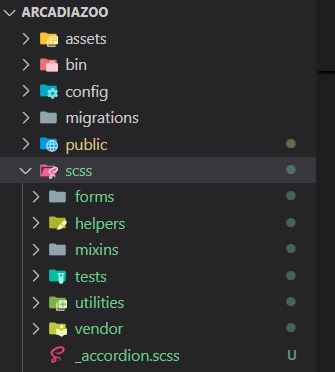 ARCADIAZOO
assets
bin
config
migrations
public
scss
forms
helpers
mixins
tests
utilities
vendor
_accordion.scss U